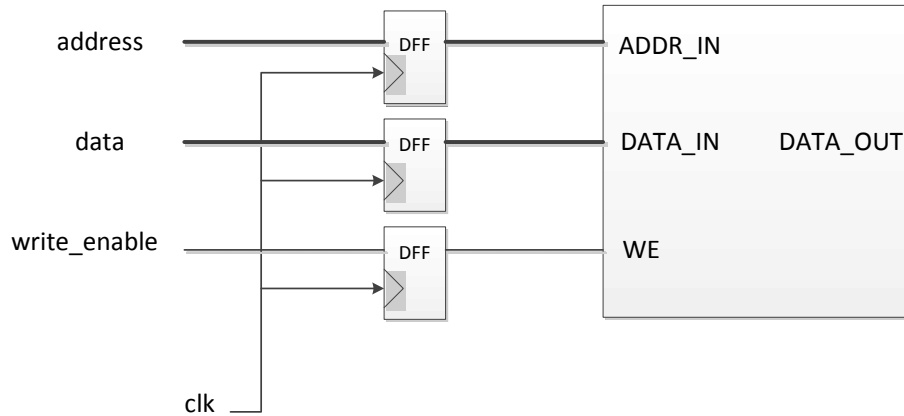 address
DFF
ADDR_IN
data
DFF
DATA_IN
DATA_OUT
write_enable
DFF
WE
clk